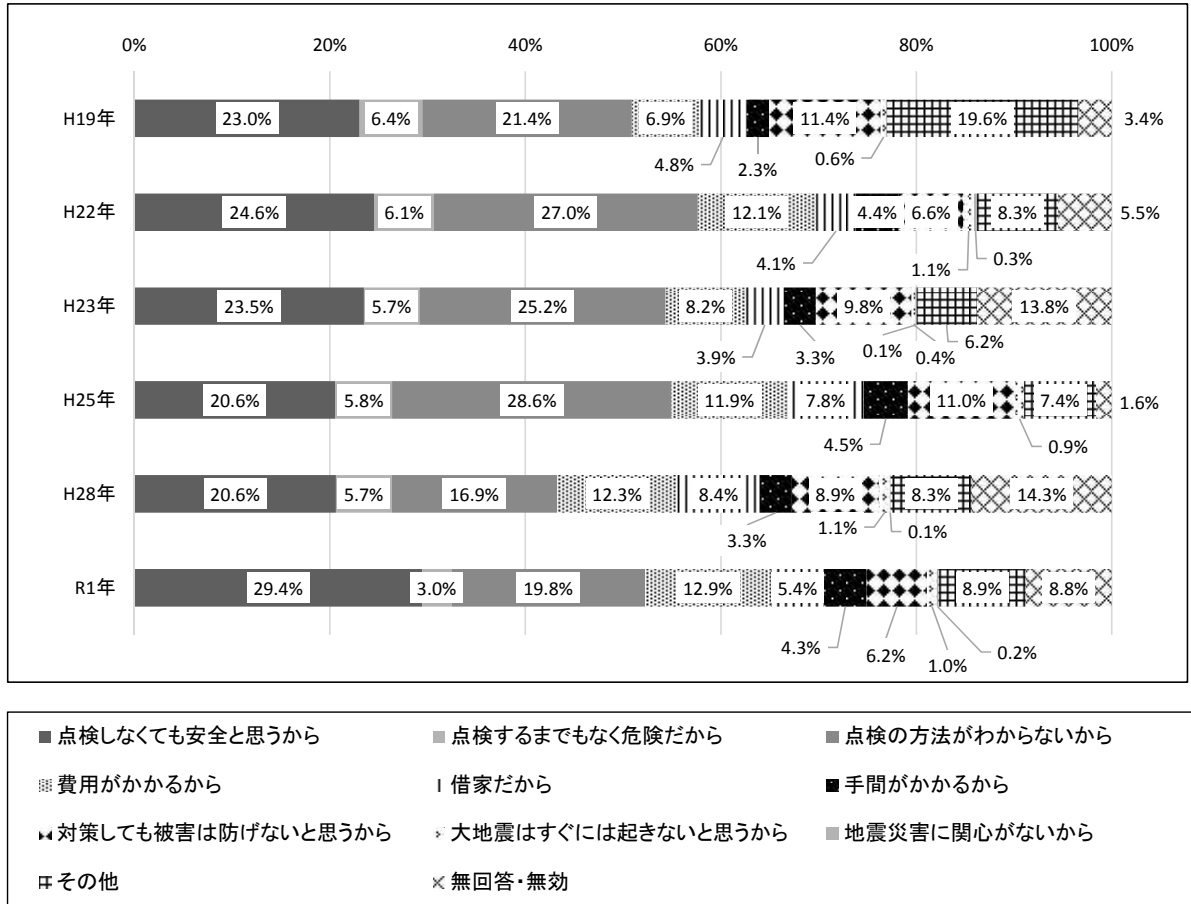 0% 20% 40% 60% 80% 100%
H19年 23.0% 6.4% 21.4% 6.9% 11.4% 19.6% 3.4%
4.8% 2.3% 0.6%
H22年 24.6% 6.1% 27.0% 12.1% 4.4% 6.6% 8.3% 5.5%
4.1% 1.1% 0.3%
H23年 23.5% 5.7% 25.2% 8.2% 9.8% 13.8%
3.9% 3.3% 0.1% 0.4% 6.2%
H25年 20.6% 5.8% 28.6% 11.9% 7.8% 11.0% 7.4% 1.6%
4.5% 0.9%
H28年 20.6% 5.7% 16.9% 12.3% 8.4% 8.9% 8.3% 14.3%
3.3% 1.1% 0.1%
R1年 29.4% 3.0% 19.8% 12.9% 5.4% 8.9% 8.8%
4.3% 6.2% 1.0% 0.2%
点検しなくても安全と思うから 点検するまでもなく危険だから 点検の方法がわからないから
費用がかかるから 借家だから 手間がかかるから
対策しても被害は防げないと思うから 大地震はすぐには起きないと思うから 地震災害に関心がないから
その他 無回答・無効